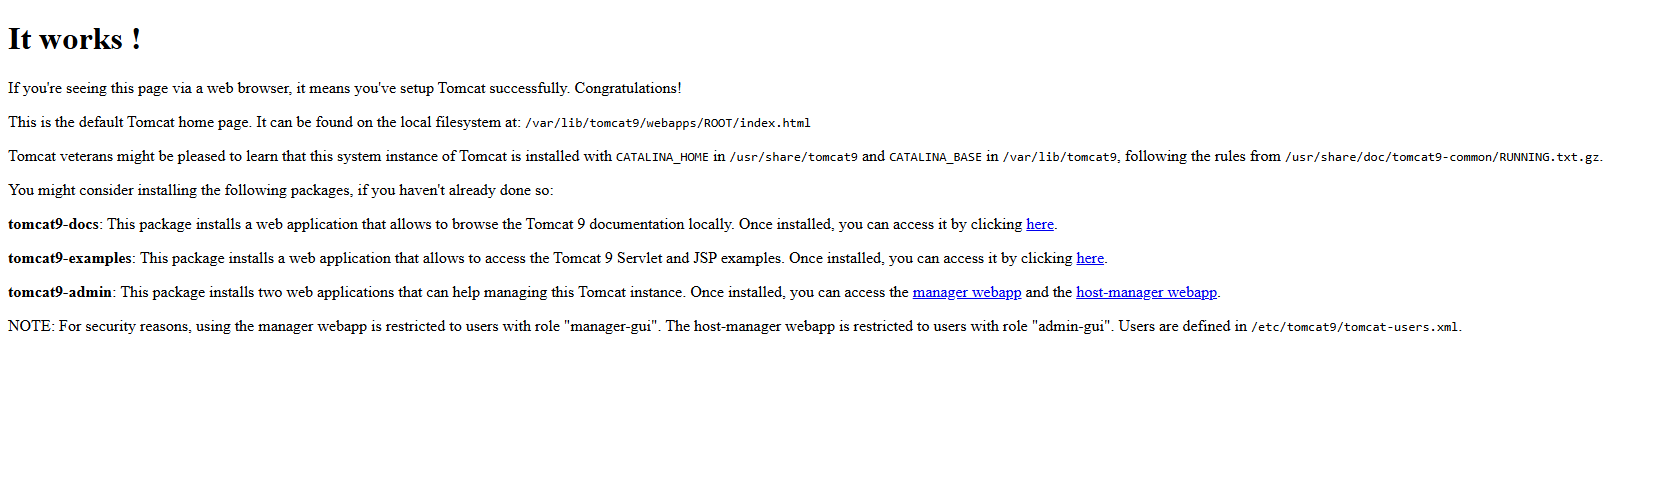 It works !
If you're seeing this page via a web browser, it means you've setup Tomcat successfully. Congratulations!
This is the default Tomcat home page. It can be found on the local filesystem at: /var/lib/tomcat9/webapps/ROOT/index.html
Tomcat veterans might be pleased to learn that this system instance of Tomcat is installed with CATALINA_HOME in /usr/share/tomcat9 and CATALINA_BASE in /var/lib/tomcat9, following the rules from /usr/share/doc/tomcat9-common/RUNNING.txt.gz.
You might consider installing the following packages, if you haven't already done so:
tomcat9-docs: This package installs a web application that allows to browse the Tomcat 9 documentation locally. Once installed, you can access it by clicking here.
tomcat9-examples: This package installs a web application that allows to access the Tomcat 9 Servlet and JSP examples. Once installed, you can access it by clicking here.
tomcat9-admin: This package installs two web applications that can help managing this Tomcat instance. Once installed, you can access the manager webapp and the host-manager webapp.
NOTE: For security reasons, using the manager webapp is restricted to users with role "manager-gui". The host-manager webapp is restricted to users with role "admin-gui". Users are defined in /etc/tomcat9/tomcat-users.xml.